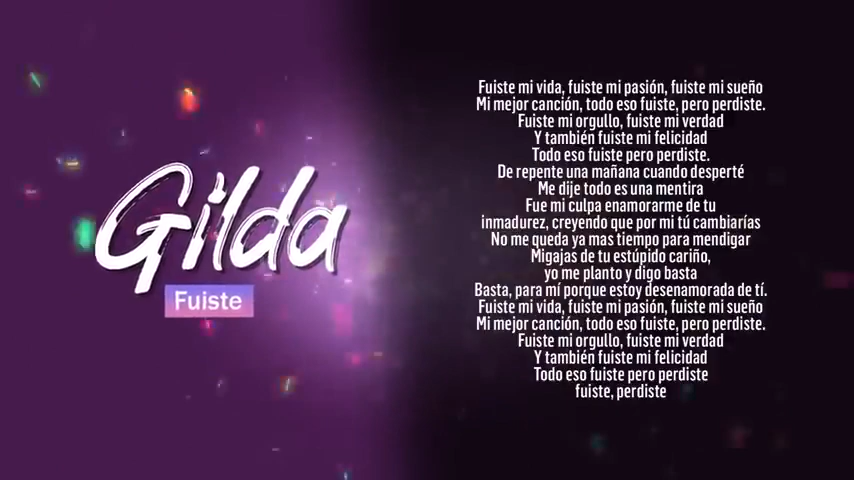 Gilda
Fuiste
Fuiste mi vida, fuiste mi pasión, fuiste mi sueño
Mi mejor canción, todo eso fuiste, pero perdiste.
Fuiste mi orgullo, fuiste mi verdad
Y también fuiste mi felicidad
Todo eso fuiste pero perdiste.
De repente una mañana cuando desperté
Me dije todo es una mentira
Fue mi culpa enamorarme de tu
inmadurez, creyendo que por mi tú cambiarías
No me queda ya mas tiempo para mendigar
Migajas de tu estúpido cariño,
yo me planto y digo basta
Basta, para mí porque estoy desenamorada de tí.
Fuiste mi vida, fuiste mi pasión, fuiste mi sueño
Mi mejor canción, todo eso fuiste, pero perdiste.
Fuiste mi orgullo, fuiste mi verdad
Y también fuiste mi felicidad
Todo eso fuiste pero perdiste
fuiste, perdiste